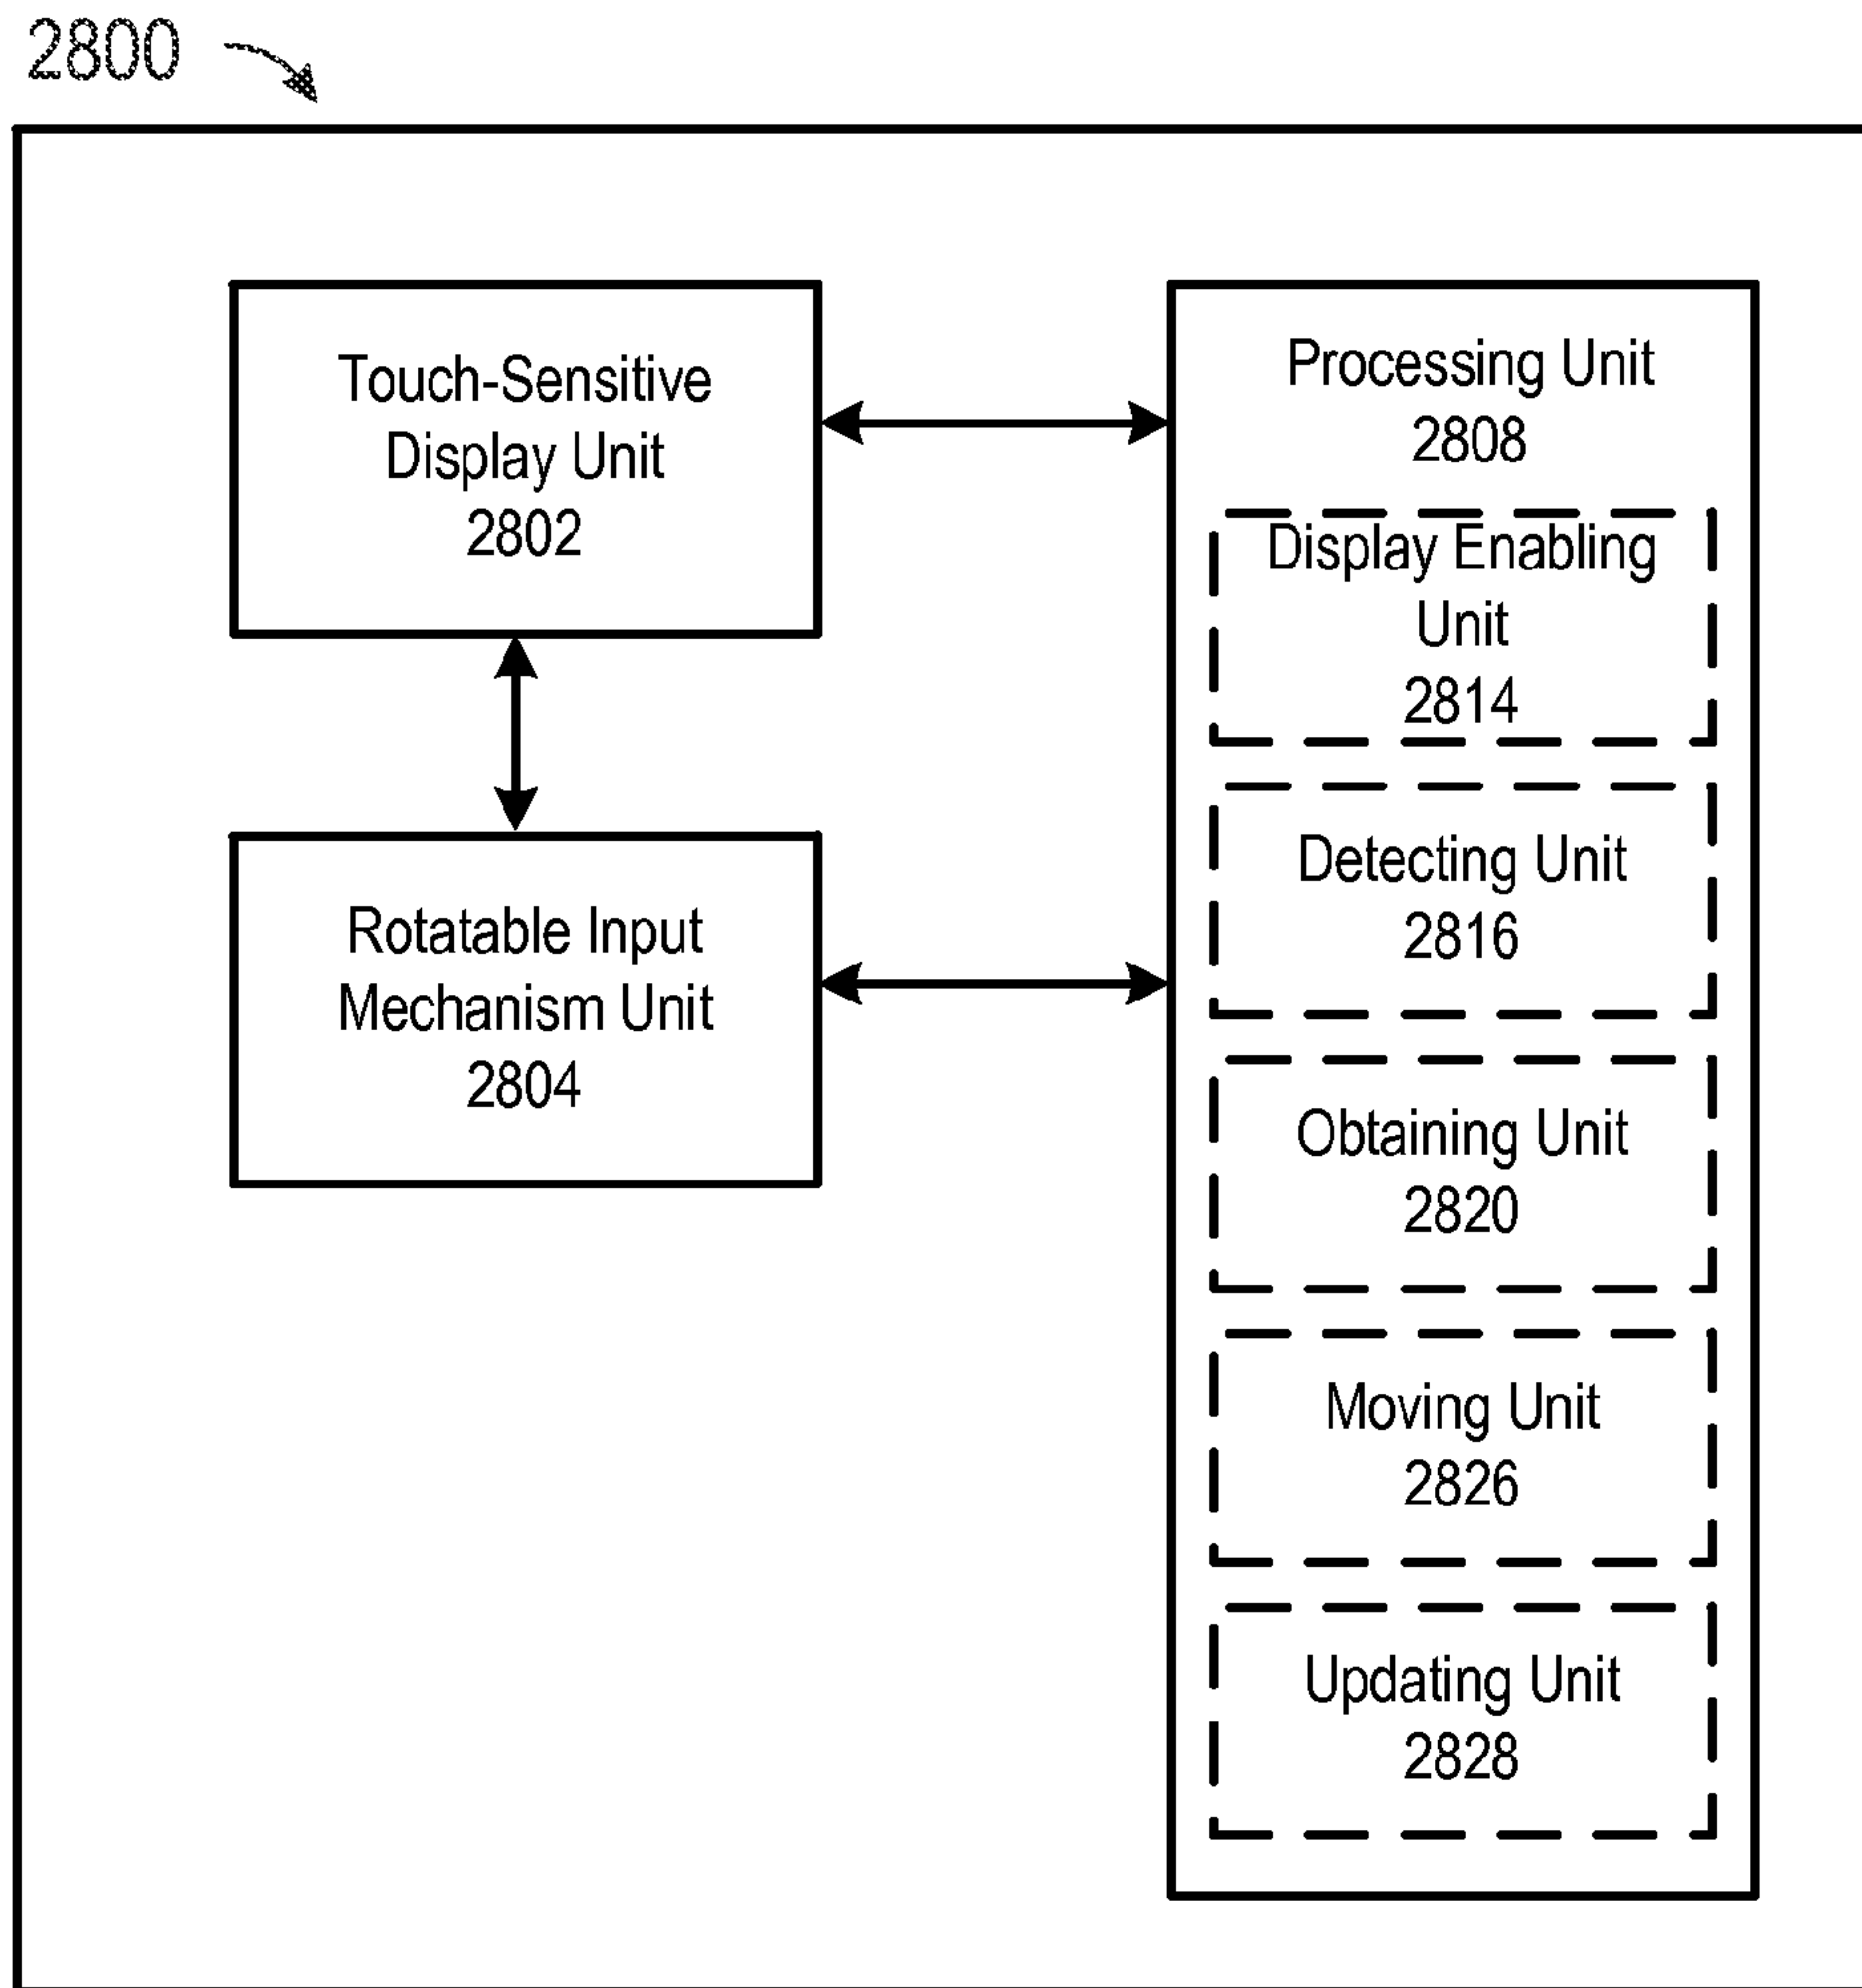 2800
Touch-Sensitive
Display Unit
2802
Rotatable Input
Mechanism Unit
2804
Processing Unit
2808
Display Enabling
Unit
2814
Detecting Unit
2816
Obtaining Unit
2820
Moving Unit
2826
Updating Unit
2828